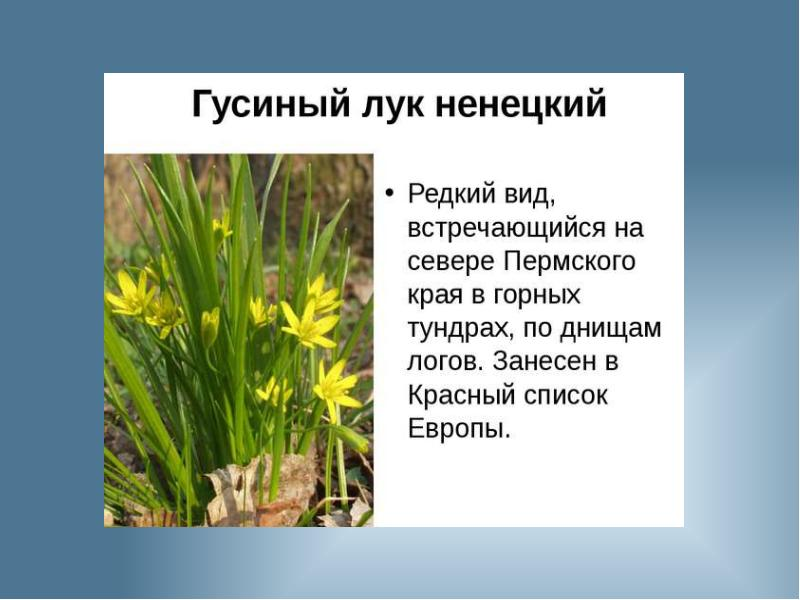 Гусиный лук ненецкий
• Редкий вид,
встречающийся на
севере Пермского
края в горных
тундрах, по днищам
логов. Занесен в
Красный список
Европы.